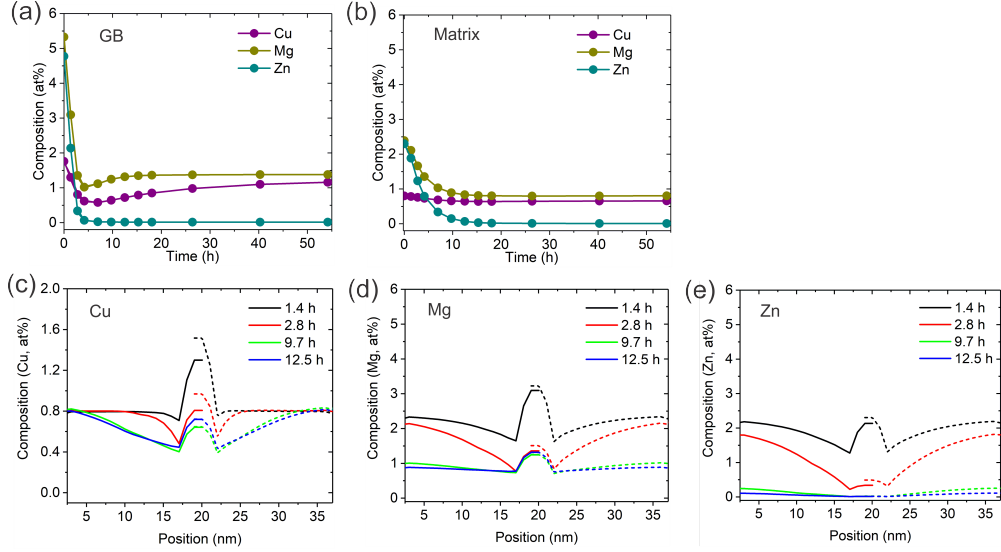 (a)
GB
Cu
Mg
Zn
Composition (at%)
6
5
4
3
2
1
0
0 10 20 30 40 50
Time (h)
(b)
Matrix
Cu
Mg
Zn
Composition (at%)
6
5
4
3
2
1
0
0 10 20 30 40 50
Time (h)
(c)
Cu
1.4 h
2.8 h
9.7 h
12.5 h
Composition (Cu, at%)
2.0
1.6
1.2
0.8
0.4
0.0
5 10 15 20 25 30 35
Position (nm)
(d)
Mg
1.4 h
2.8 h
9.7 h
12.5 h
Composition (Mg, at%)
6
5
4
3
2
1
0
5 10 15 20 25 30 35
Position (nm)
(e)
Zn
1.4 h
2.8 h
9.7 h
12.5 h
Composition (Zn, at%)
6
5
4
3
2
1
0
5 10 15 20 25 30 35
Position (nm)